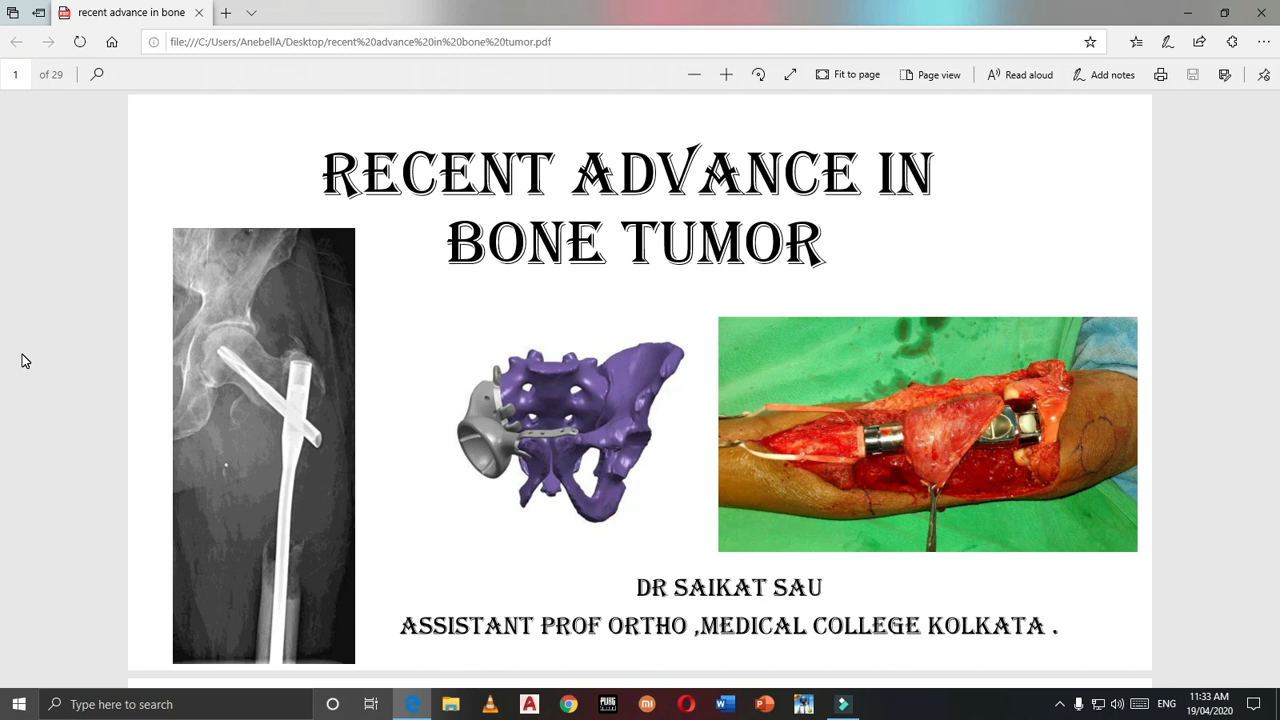 recent advance in bone
file:///C:/Users/AnebellA/Desktop/recent%20advance%20in%20bone%20tumor.pdf
1 of 29
Fit to page
Page view
Read aloud
Add notes
RECENT ADVANCE IN
BONE TUMOR
DR SAIKAT SAU
ASSISTANT PROF ORTHO ,MEDICAL COLLEGE KOLKATA .
Type here to search
ENG
11:33 AM
19/04/2020